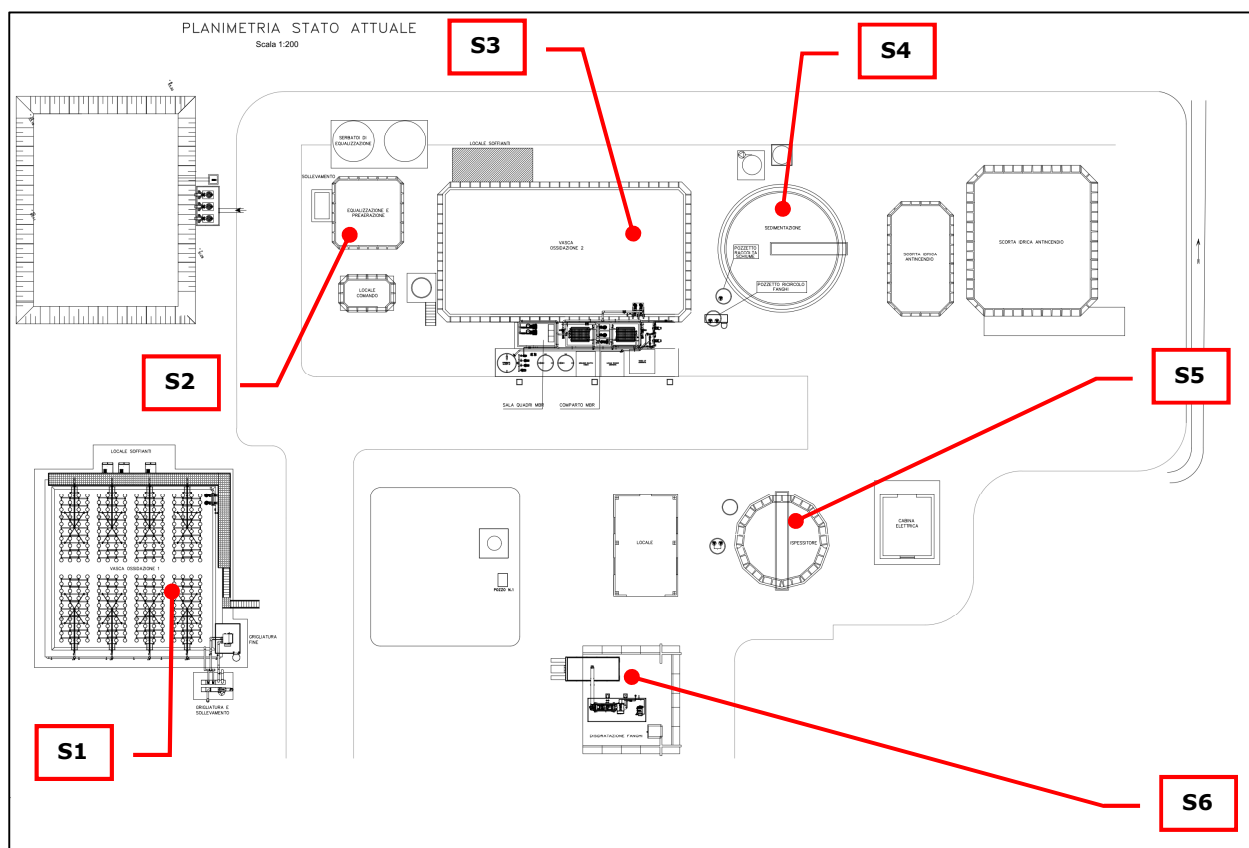 PLANIMETRIA STATO ATTUALE
Scala 1:200
S3
S4
SERBATOI DI
EQUALIZZAZIONE
LOCALE SOFFIANTI
SOLLEVAMENTO
EQUALIZZAZIONE E
PREAERAZIONE
VASCA
OSSIDAZIONE 2
SEDIMENTAZIONE
POZZETTO
RACCOLTA
SCHIUME
SCORTA IDRICA
ANTINCENDIO
SCORTA IDRICA
ANTINCENDIO
LOCALE
COMANDO
POZZETTO RICIRCOLO
FANGHI
S2
S5
SALA QUADRI MBR
COMPARTO MBR
LOCALE SOFFIANTI
VASCA OSSIDAZIONE 1
LOCALE
ISPESSITORE
CABINA
ELETTRICA
POZZO N.1
GRIGLIATURA
FINE
GRIGLIATURA E
SOLLEVAMENTO
DISIDRATAZIONE FANGHI
S1
S6